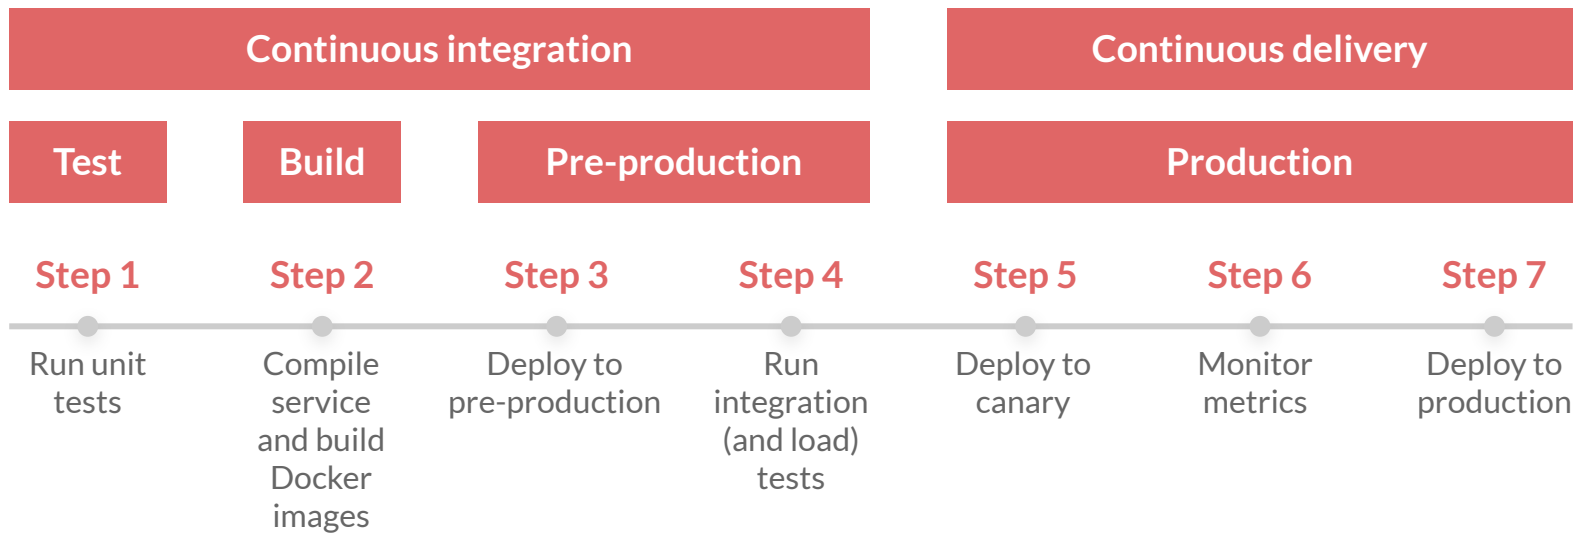 Continuous integration
Continuous delivery
Test
Build
Pre-production
Production
Step 1
Step 2
Step 3
Step 4
Step 5
Step 6
Step 7
Run unit
tests
Compile
service
and build
Docker
images
Deploy to
pre-production
Run
integration
(and load)
tests
Deploy to
canary
Monitor
metrics
Deploy to
production